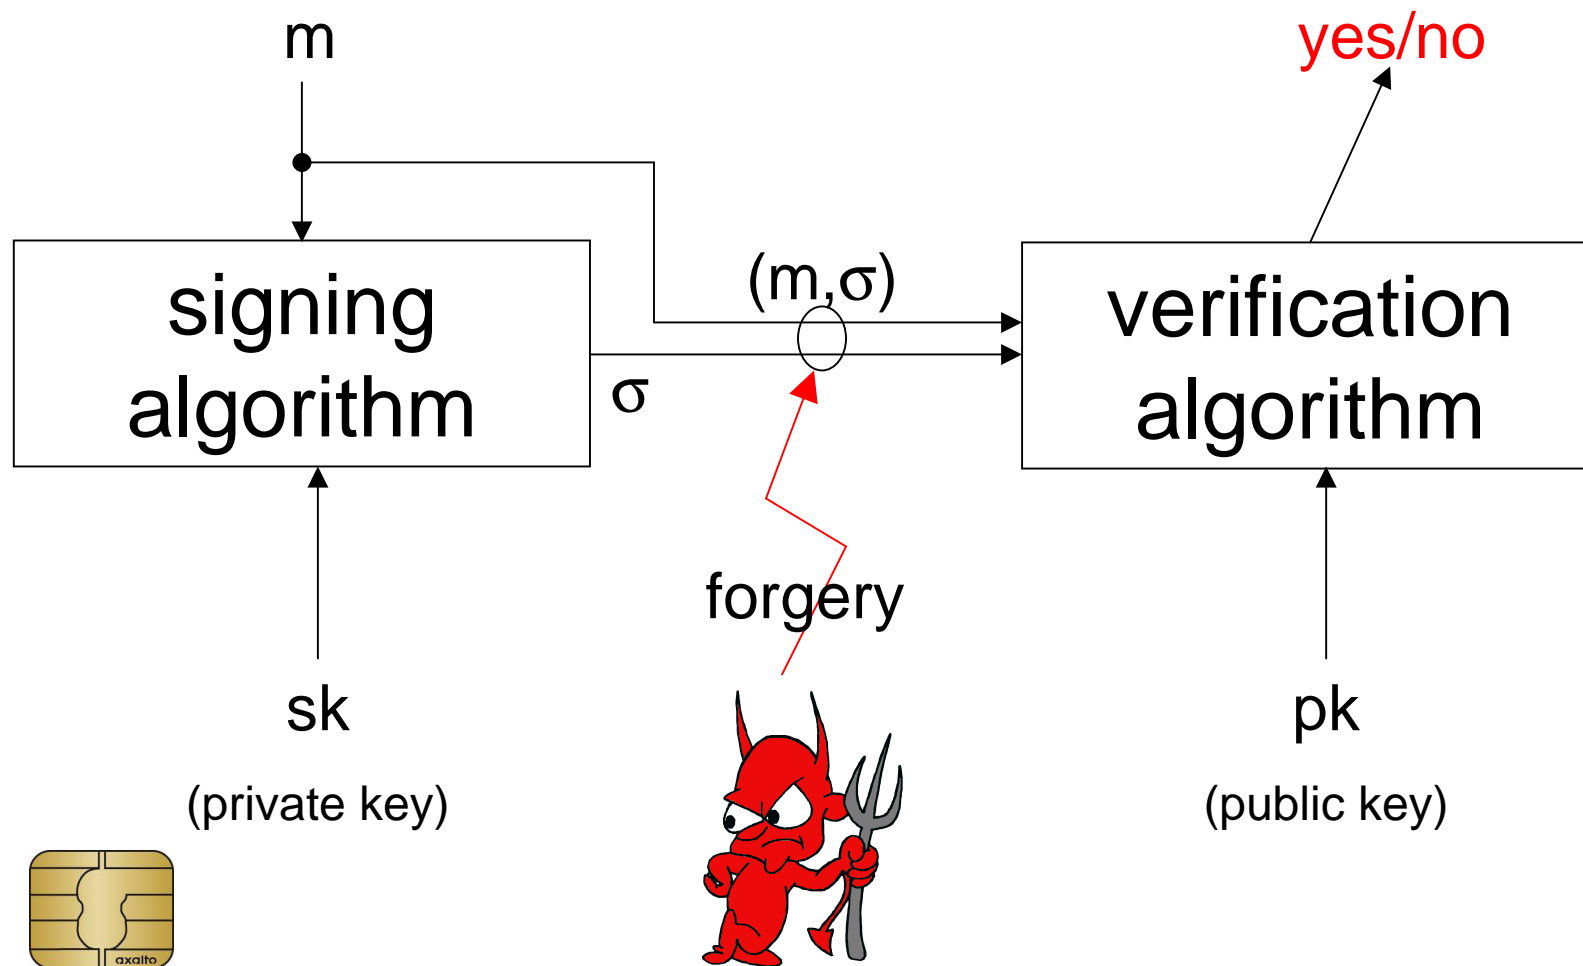 m
yes/no
signing
algorithm
(m,σ)
verification
algorithm
σ
forgery
sk
pk
(private key)
(public key)
axalto